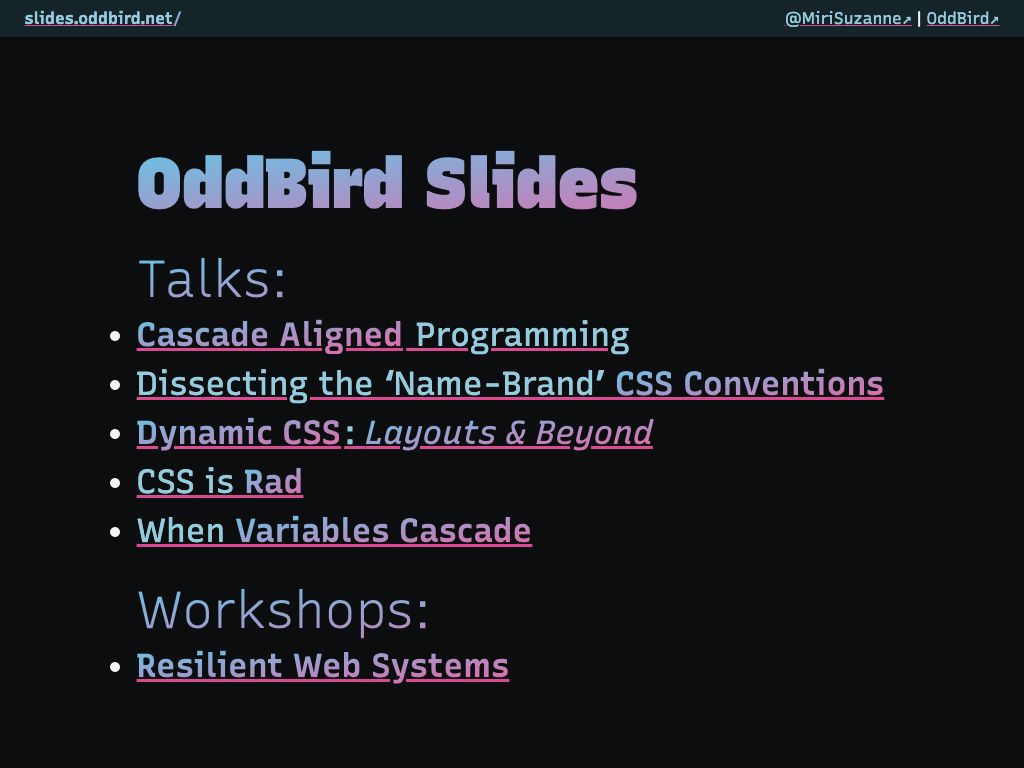 slides.oddbird.net/
@MiriSuzanne↗ | OddBird↗
OddBird Slides
Talks:
• Cascade Aligned Programming
• Dissecting the ‘Name-Brand’ CSS Conventions
• Dynamic CSS: Layouts & Beyond
• CSS is Rad
• When Variables Cascade
Workshops:
• Resilient Web Systems